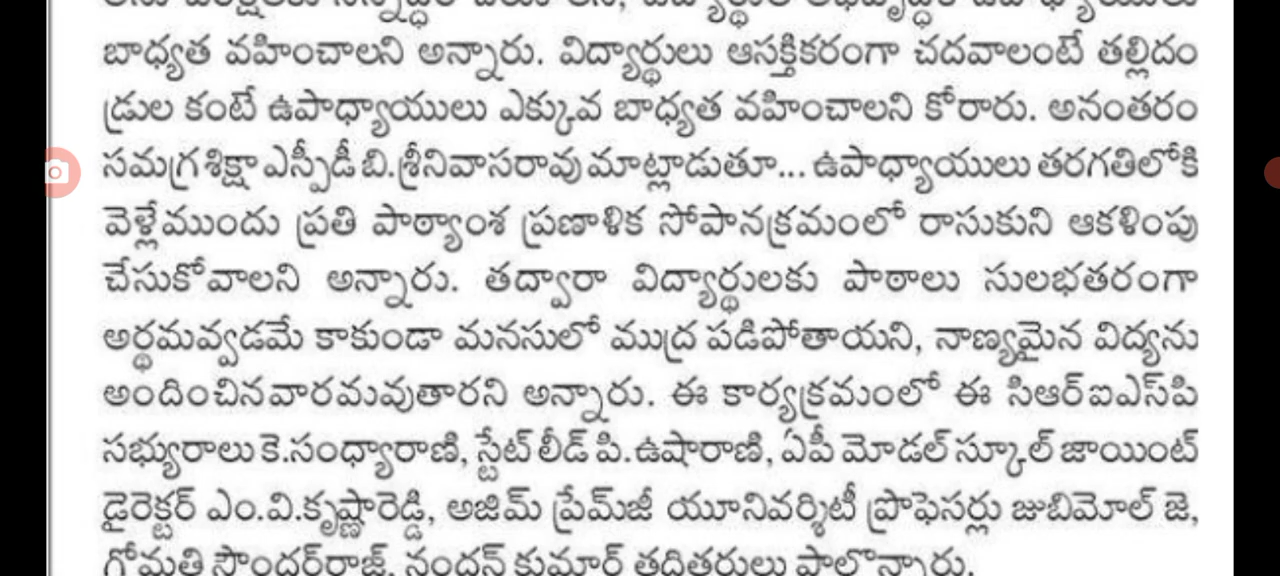 బాధ్యత వహించాలని అన్నారు. విద్యార్థులు ఆసక్తికరంగా చదవాలంటే తల్లిదం
డ్రుల కంటే ఉపాధ్యాయులు ఎక్కువ బాధ్యత వహించాలని కోరారు. అనంతరం
సమగ్రశిక్షా ఎస్పీడీ బి.శ్రీనివాసరావు మాట్లాడుతూ... ఉపాధ్యాయులు తరగతిలోకి
వెళ్లేముందు ప్రతి పాఠ్యాంశ ప్రణాళిక సోపానక్రమంలో రాసుకుని ఆకళింపు
చేసుకోవాలని అన్నారు. తద్వారా విద్యార్థులకు పాఠాలు సులభతరంగా
అర్థమవ్వడమే కాకుండా మనసులో ముద్ర పడిపోతాయని, నాణ్యమైన విద్యను
అందించినవారమవుతారని అన్నారు. ఈ కార్యక్రమంలో ఈ సిఆర్ఐఎస్‌పి
సభ్యురాలు కె.సంధ్యారాణి, స్టేట్ లీడ్ పి.ఉషారాణి, ఏపీ మోడల్ స్కూల్ జాయింట్
డైరెక్టర్ ఎం.వి.కృష్ణారెడ్డి, అజిమ్ ప్రేమ్‌జీ యూనివర్శిటీ ప్రొఫెసర్లు జుబిమోల్ జె,
గోమతి సౌందర్‌రాజ్, నందన్ కుమార్ తదితరులు పాల్గొన్నారు.